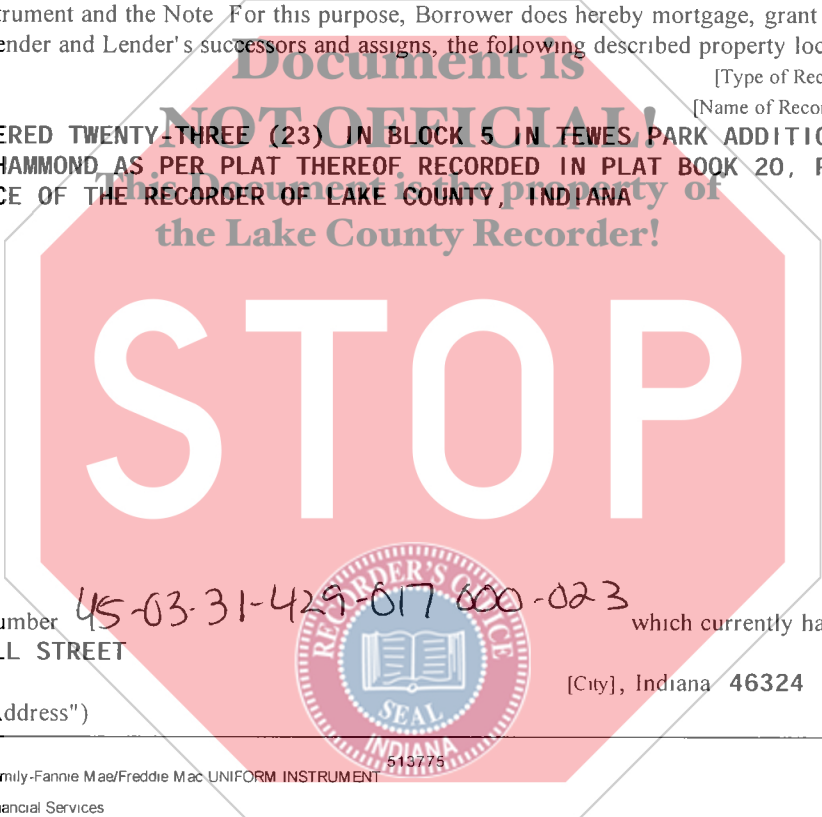 trument and the Note For this purpose, Borrower does hereby mortgage, grant
ender and Lender's successors and assigns, the following described property loc
Document is
[Type of Rec
NOT OFFICIAL!
[Name of Recor
ERED TWENTY-THREE (23) IN BLOCK 5 IN TEWES PARK ADDITIO
HAMMOND AS PER PLAT THEREOF RECORDED IN PLAT BOOK 20, P
This Document is the property of
CE OF THE RECORDER OF LAKE COUNTY, INDIANA
the Lake County Recorder!
STOP
umber 45-03-31-429-017 000-023 which currently ha
LL STREET
RECORDER'S OFFICE
SEAL
INDIANA
[City], Indiana 46324
ddress")
513775
mily-Fannie Mae/Freddie Mac UNIFORM INSTRUMENT
ancial Services